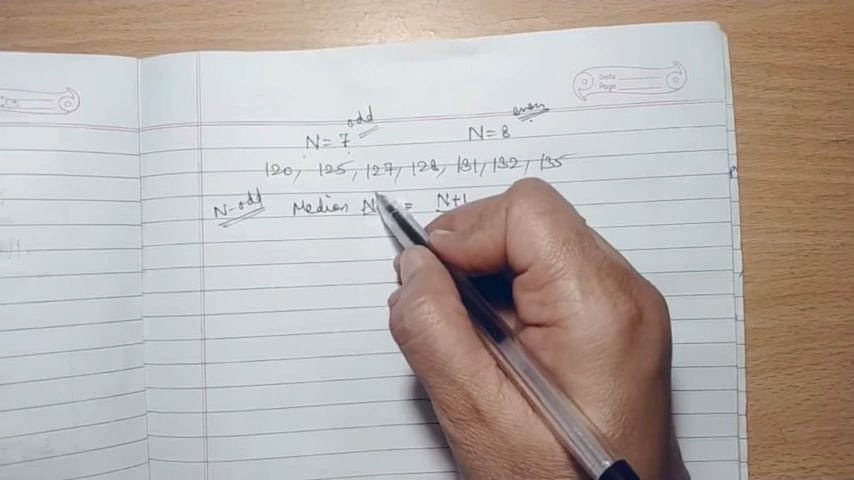 Date
Page
odd even
N=7 N=8
120, 125, 127, 128, 131, 132, 135
N-odd Median = N+1